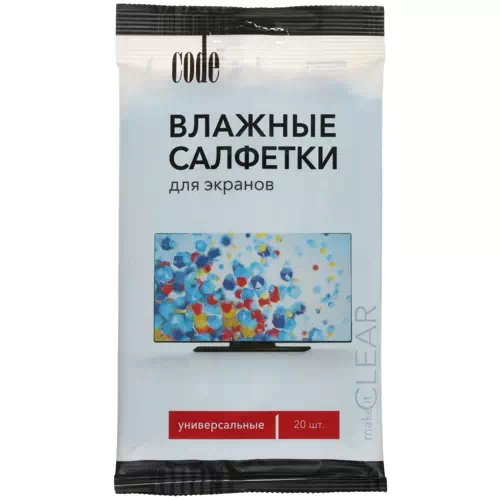 code
ВЛАЖНЫЕ
САЛФЕТКИ
для экранов
универсальные
20 шт.
make it
CLEAR